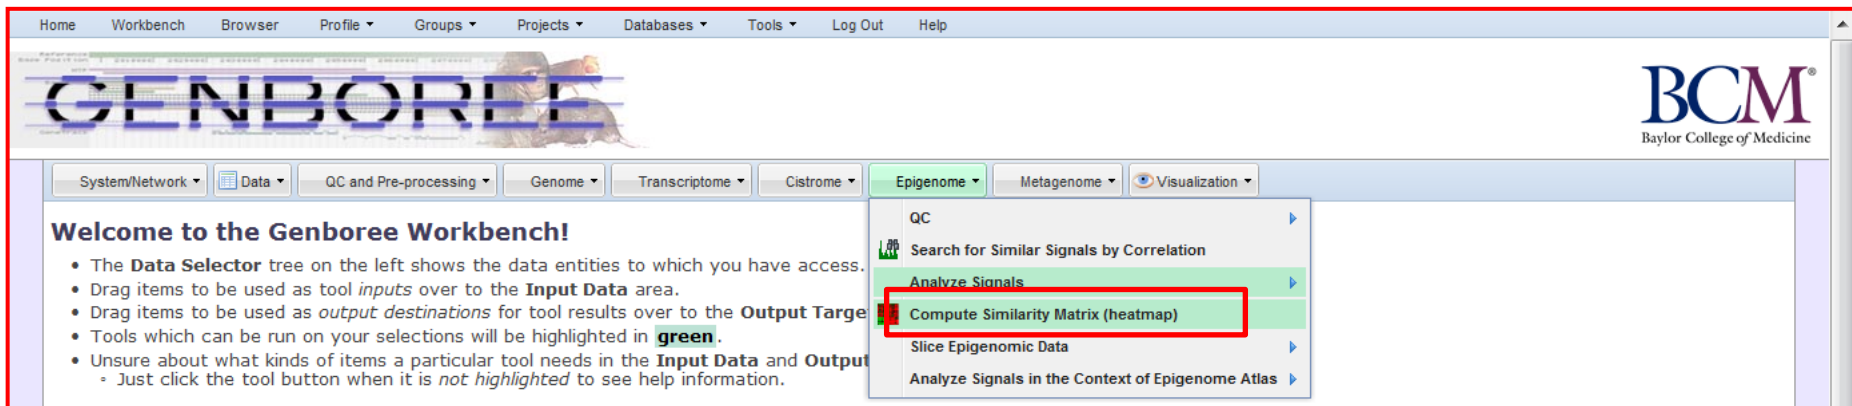 Home Workbench Browser Profile Groups Projects Databases Tools Log Out Help
GENBOREE
BCM®
Baylor College of Medicine
System/Network Data QC and Pre-processing Genome Transcriptome Cistrome Epigenome Metagenome Visualization
QC
Search for Similar Signals by Correlation
Analyze Signals
Compute Similarity Matrix (heatmap)
Slice Epigenomic Data
Analyze Signals in the Context of Epigenome Atlas
Welcome to the Genboree Workbench!
• The Data Selector tree on the left shows the data entities to which you have access.
• Drag items to be used as tool inputs over to the Input Data area.
• Drag items to be used as output destinations for tool results over to the Output Targe
• Tools which can be run on your selections will be highlighted in green.
• Unsure about what kinds of items a particular tool needs in the Input Data and Output
◦ Just click the tool button when it is not highlighted to see help information.